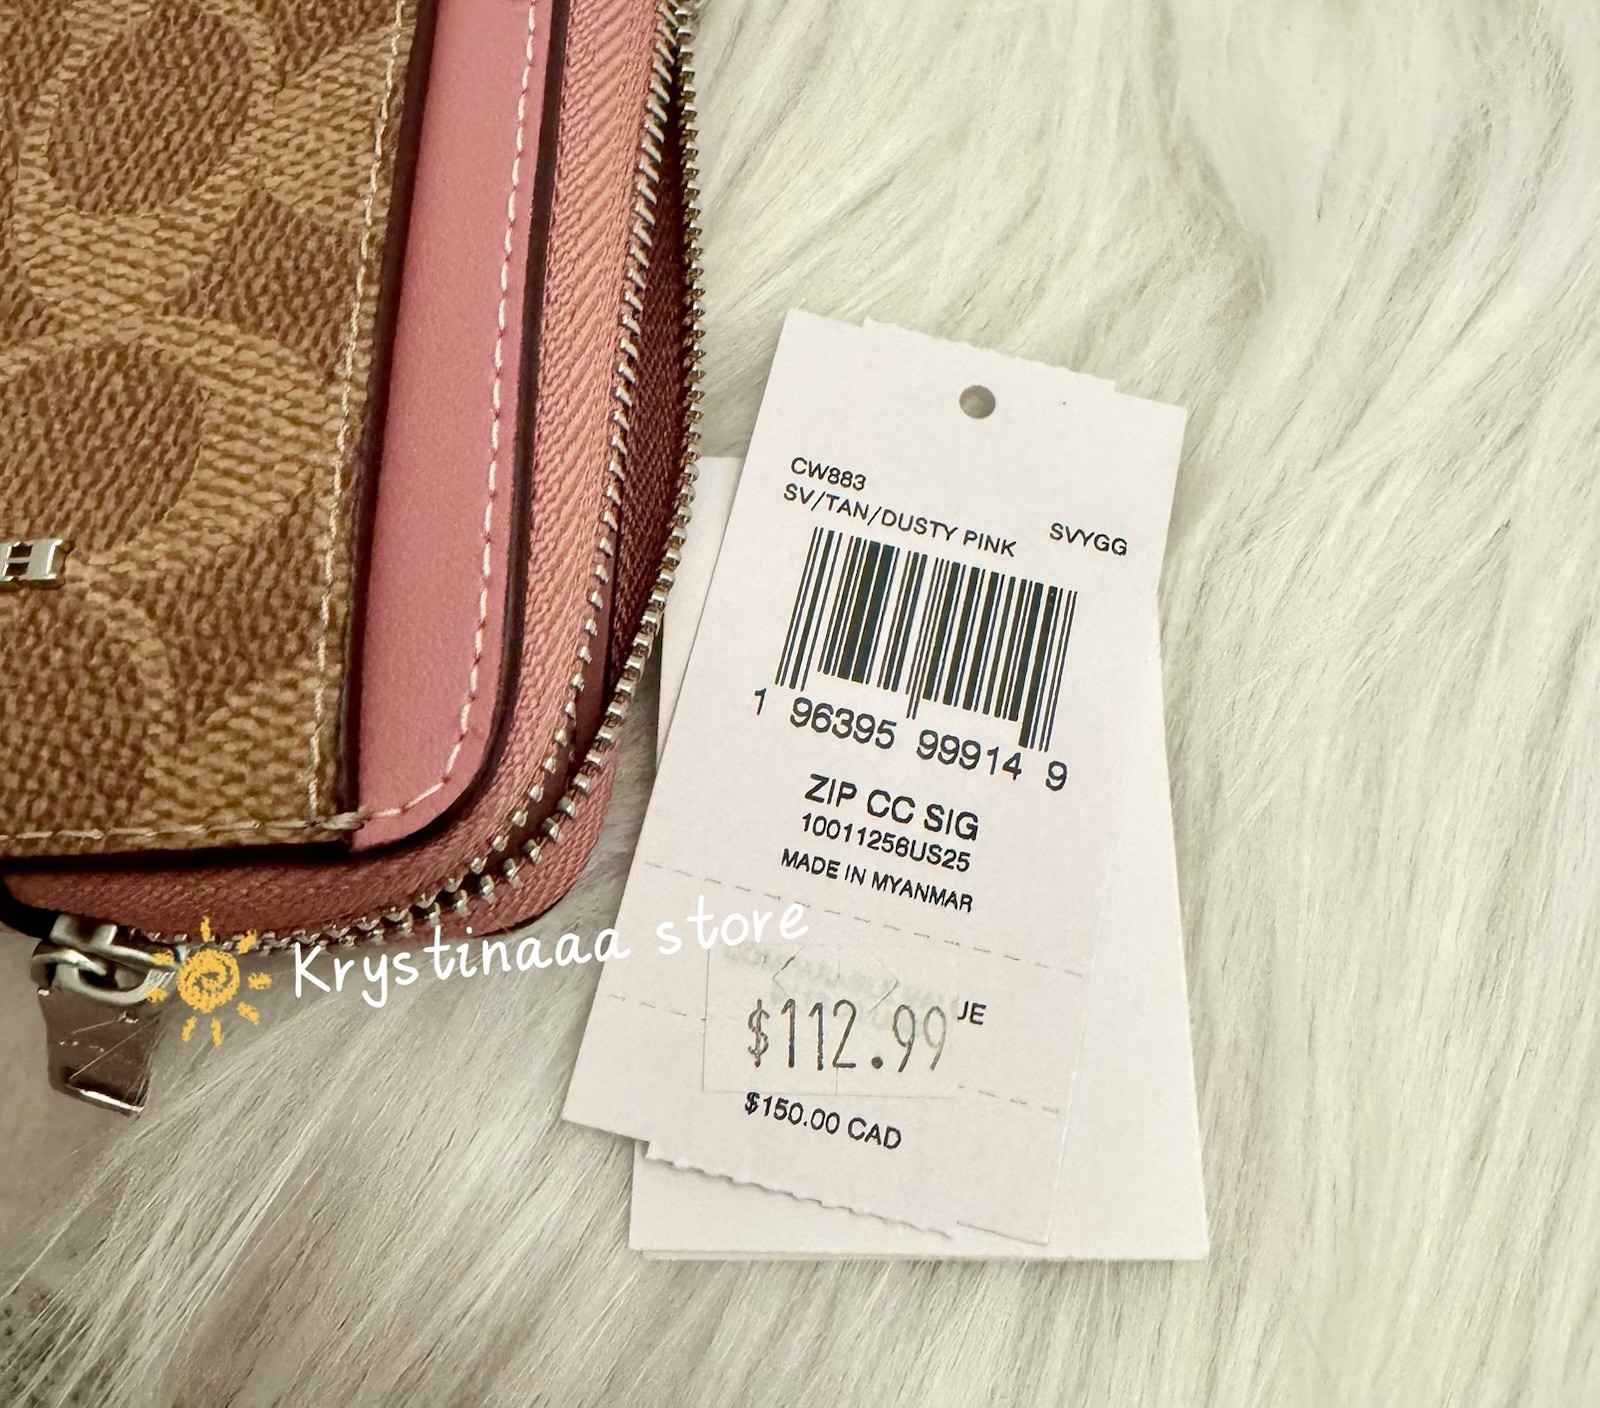 H
CW883
SV/TAN/DUSTY PINK SVYGG
1 96395 99914 9
ZIP CC SIG
10011256US25
MADE IN MYANMAR
Krystinaaa store
UE
$112.99
$150.00 CAD